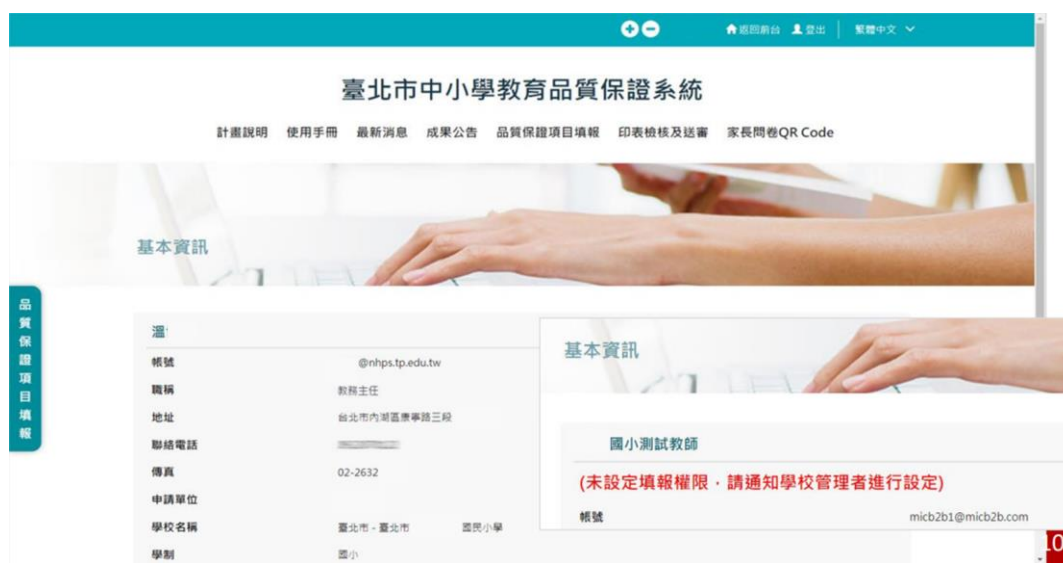 返回前台 登出 繁體中文
臺北市中小學教育品質保證系統
計畫說明 使用手冊 最新消息 成果公告 品質保證項目填報 印表檢核及送審 家長問卷QR Code
基本資訊
品質保證項目填報
溫
帳號 @nhps.tp.edu.tw
職稱 教務主任
地址 台北市內湖區康寧路三段
聯絡電話
傳真 02-2632
申請單位
學校名稱 臺北市 - 臺北市 國民小學
學制 國小
基本資訊
國小測試教師
(未設定填報權限，請通知學校管理者進行設定)
帳號 micb2b1@micb2b.com
10